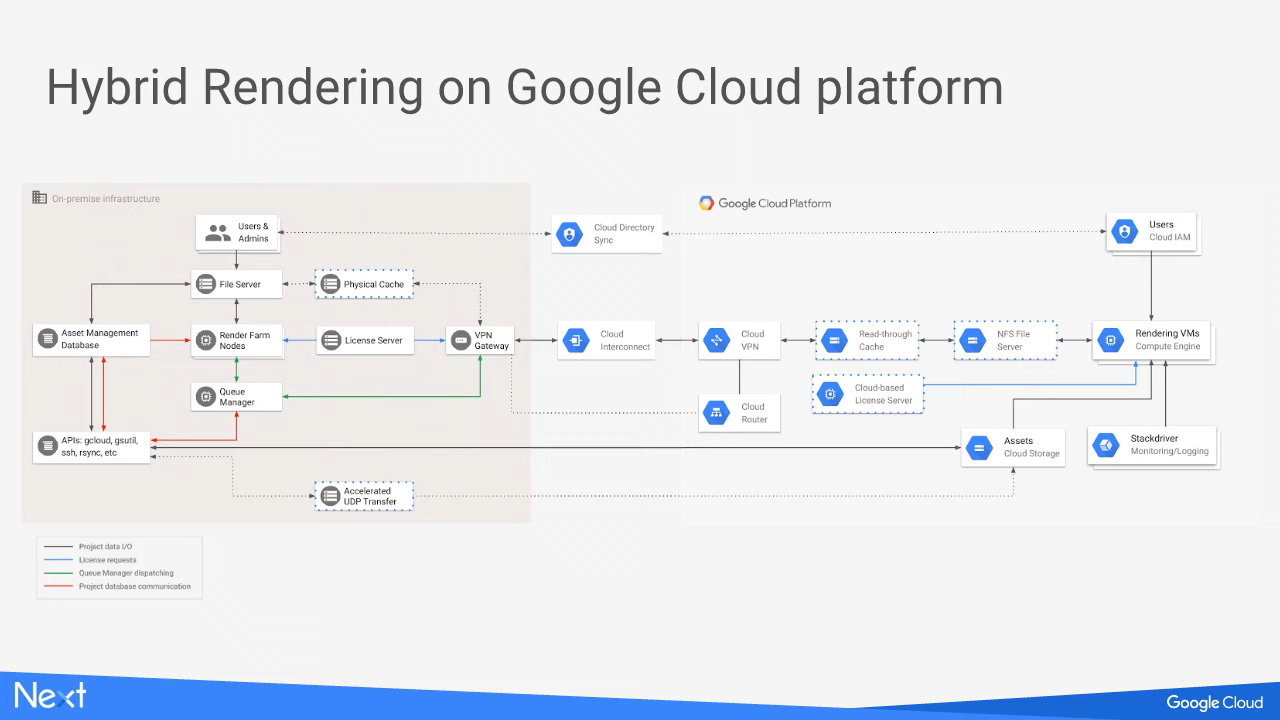 Hybrid Rendering on Google Cloud platform
On-premise infrastructure
Google Cloud Platform
Users &
Admins
Cloud Directory
Sync
Users
Cloud IAM
File Server
Physical Cache
Asset Management
Database
Render Farm
Nodes
License Server
VPN
Gateway
Cloud
Interconnect
Cloud
VPN
Read-through
Cache
NFS File
Server
Rendering VMs
Compute Engine
Queue
Manager
Cloud-based
License Server
Cloud
Router
APIs: gcloud, gsutil,
ssh, rsync, etc
Assets
Cloud Storage
Stackdriver
Monitoring/Logging
Accelerated
UDP Transfer
Project data I/O
License requests
Queue Manager dispatching
Project database communication
Next
Google Cloud